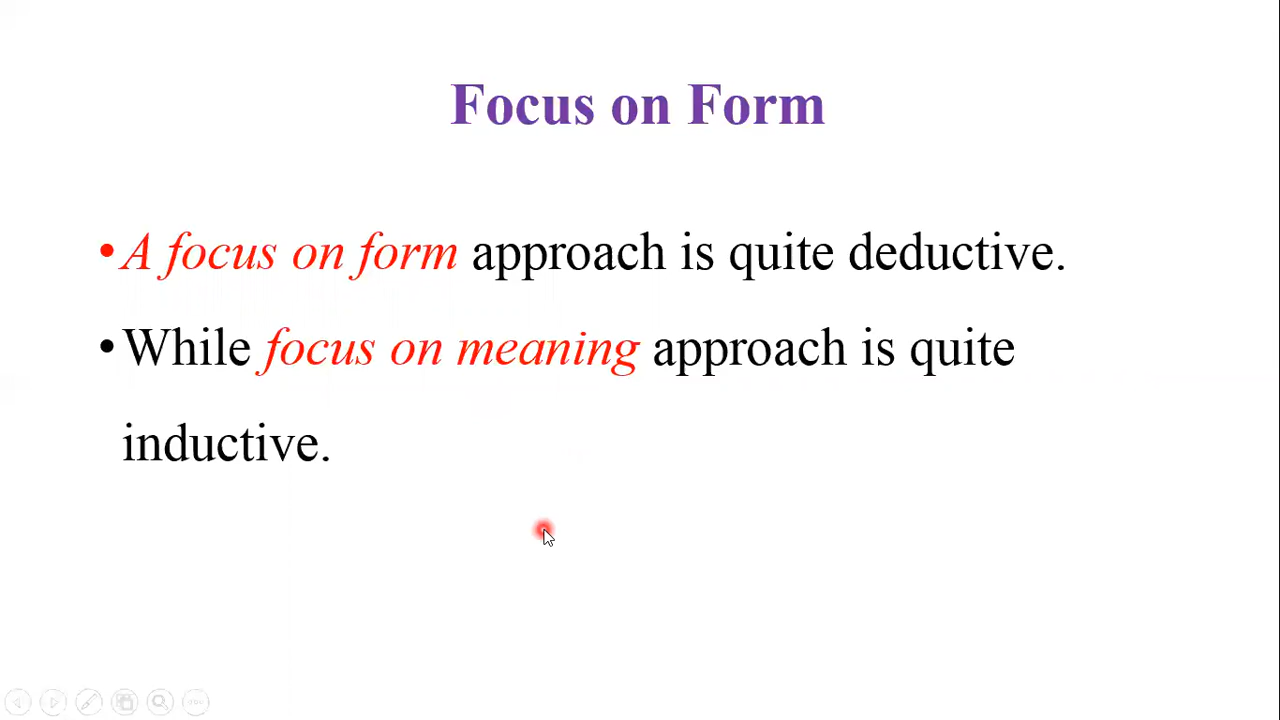 Focus on Form
•A focus on form approach is quite deductive.
•While focus on meaning approach is quite
inductive.